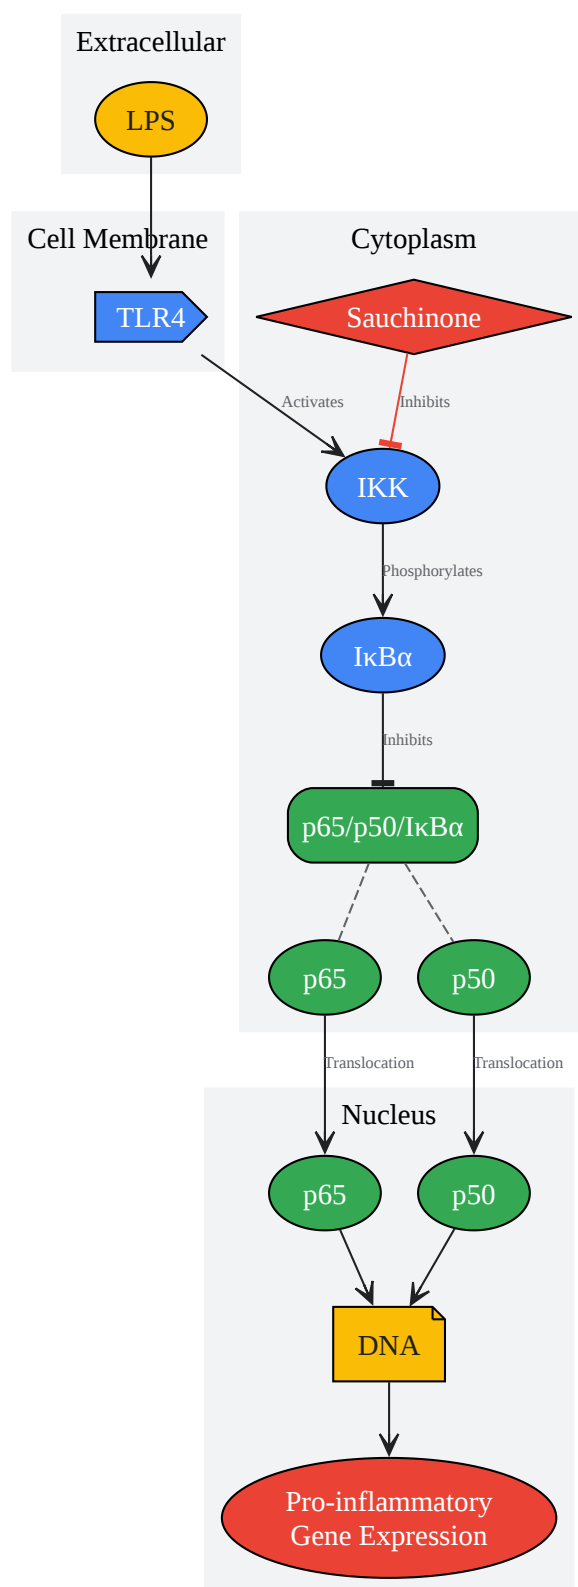 Extracellular
LPS
Cell Membrane
Cytoplasm
TLR4
Sauchinone
Activates
Inhibits
IKK
Phosphorylates
IκBα
Inhibits
p65/p50/IκBα
p65
p50
Translocation
Translocation
Nucleus
p65
p50
DNA
Pro-inflammatory
Gene Expression